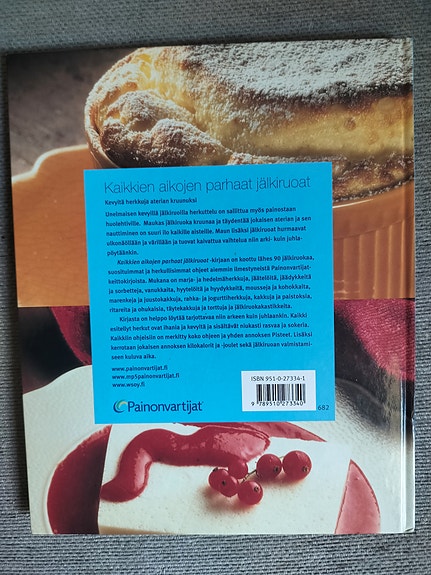 Kaikkien aikojen parhaat jälkiruoat
Kevyitä herkkuja aterian kruunuksi
Unelmaisen kevyillä jälkiruoilla herkuttelu on sallittua myös painostaan
huolehtiville. Maukas jälkiruoka kruunaa ja täydentää jokaisen aterian ja sen
nauttiminen on suuri ilo kaikille aisteille. Maun lisäksi jälkiruoat hurmaavat
ulkonäöllään ja värillään ja tuovat kaivattua vaihtelua niin arki- kuin juhla-
pöytäänkin.
Kaikkien aikojen parhaat jälkiruoat -kirjaan on koottu lähes 90 jälkiruokaa,
suosituimmat ja herkullisimmat ohjeet aiemmin ilmestyneistä Painonvartijat-
keittokirjoista. Mukana on marja- ja hedelmäherkkuja, jäätelöitä, jäädykkeitä
ja sorbetteja, vanukkaita, hyytelöitä ja hyydykkeitä, mousseja ja kohokkaita,
marenkoja ja juustokakkuja, rahka- ja jogurttiherkkuja, kakkuja ja paistoksia,
ritareita ja ohukaisia, täytekakkuja ja torttuja ja jälkiruokakastikkeita.
Kirjasta on helppo löytää tarjottavaa niin arkeen kuin juhlaankin. Kaikki
esitellyt herkut ovat ihania ja kevyitä ja sisältävät niukasti rasvaa ja sokeria.
Kaikkiin ohjeisiin on merkitty koko ohjeen ja yhden annoksen Pisteet. Lisäksi
kerrotaan jokaisen annoksen kilokalorit ja -joulet sekä jälkiruoan valmistami-
seen kuluva aika.
www.painonvartijat.fi
www.mp5painonvartijat.fi
www.wsoy.fi
ISBN 951-0-27334-1
9 789510 273340
Painonvartijat
682